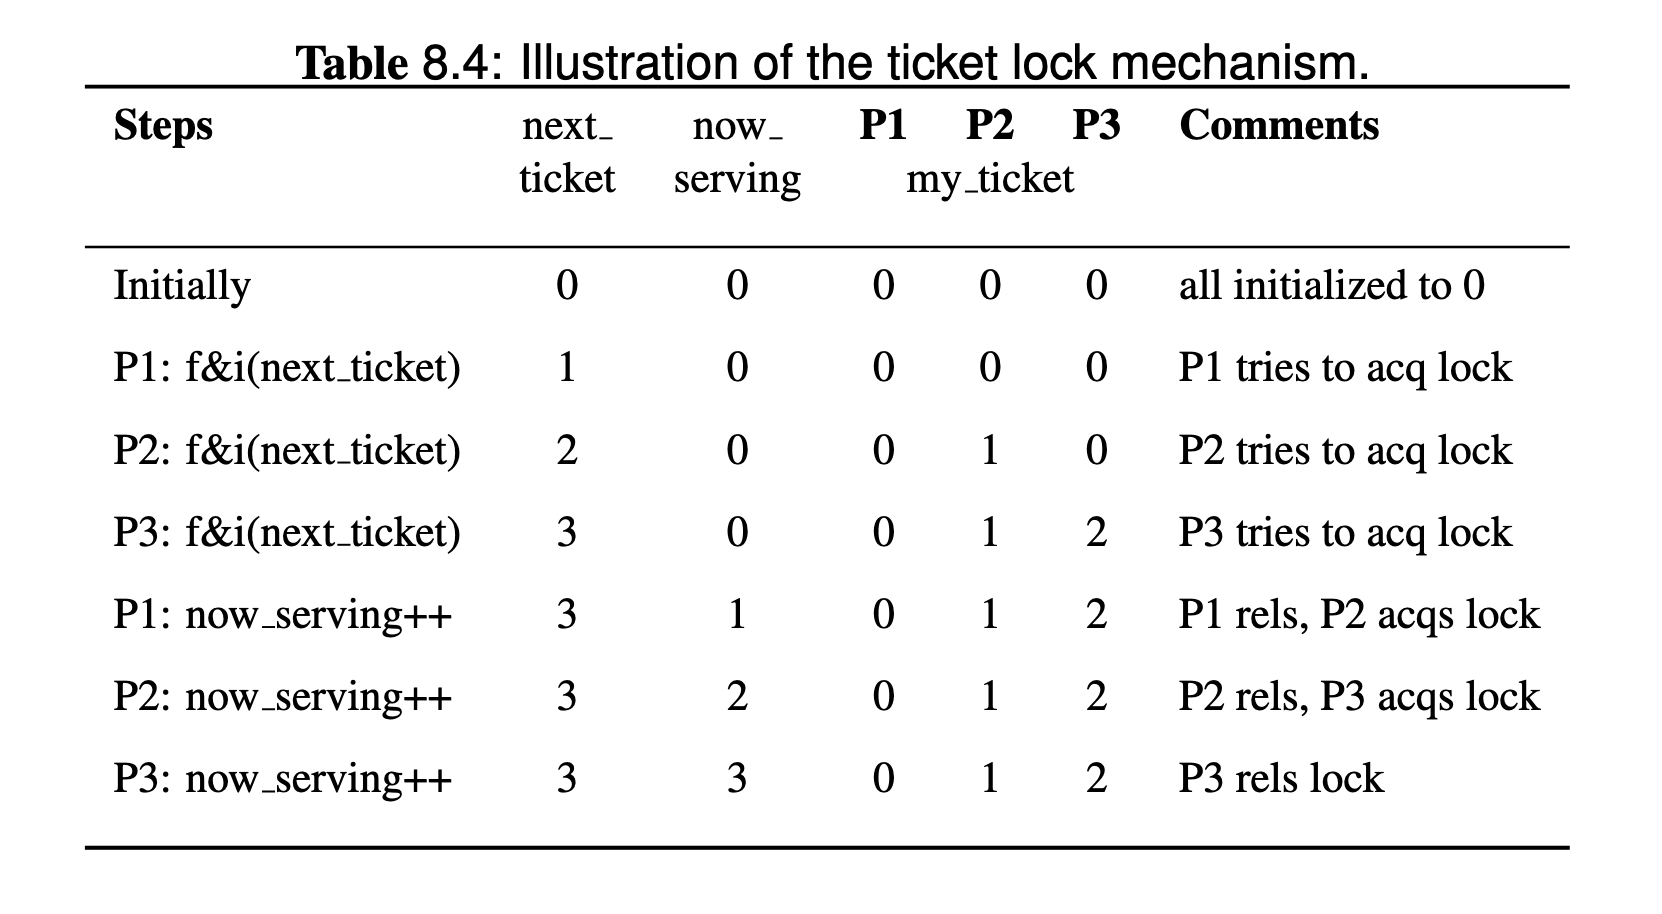 Table 8.4: Illustration of the ticket lock mechanism.
Steps next_ now_ P1 P2 P3 Comments
ticket serving my_ticket
Initially 0 0 0 0 0 all initialized to 0
P1: f&i(next_ticket) 1 0 0 0 0 P1 tries to acq lock
P2: f&i(next_ticket) 2 0 0 1 0 P2 tries to acq lock
P3: f&i(next_ticket) 3 0 0 1 2 P3 tries to acq lock
P1: now_serving++ 3 1 0 1 2 P1 rels, P2 acqs lock
P2: now_serving++ 3 2 0 1 2 P2 rels, P3 acqs lock
P3: now_serving++ 3 3 0 1 2 P3 rels lock